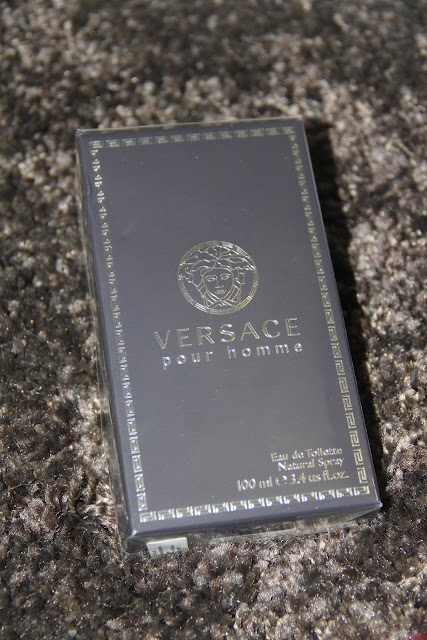 VERSACE
pour homme
Eau de Toilette
Natural Spray
100 ml ℮ 3,4 us fl.oz.